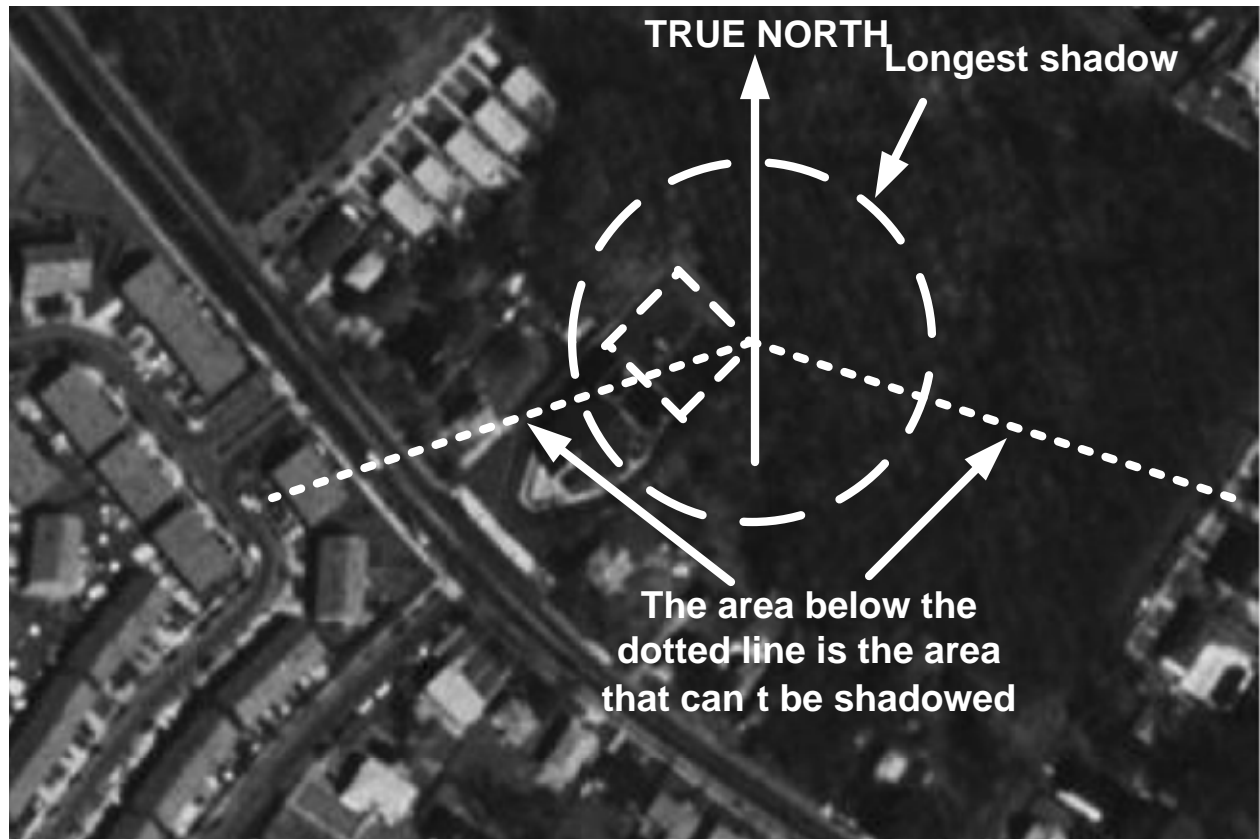 TRUE NORTH
Longest shadow
The area below the
dotted line is the area
that can t be shadowed